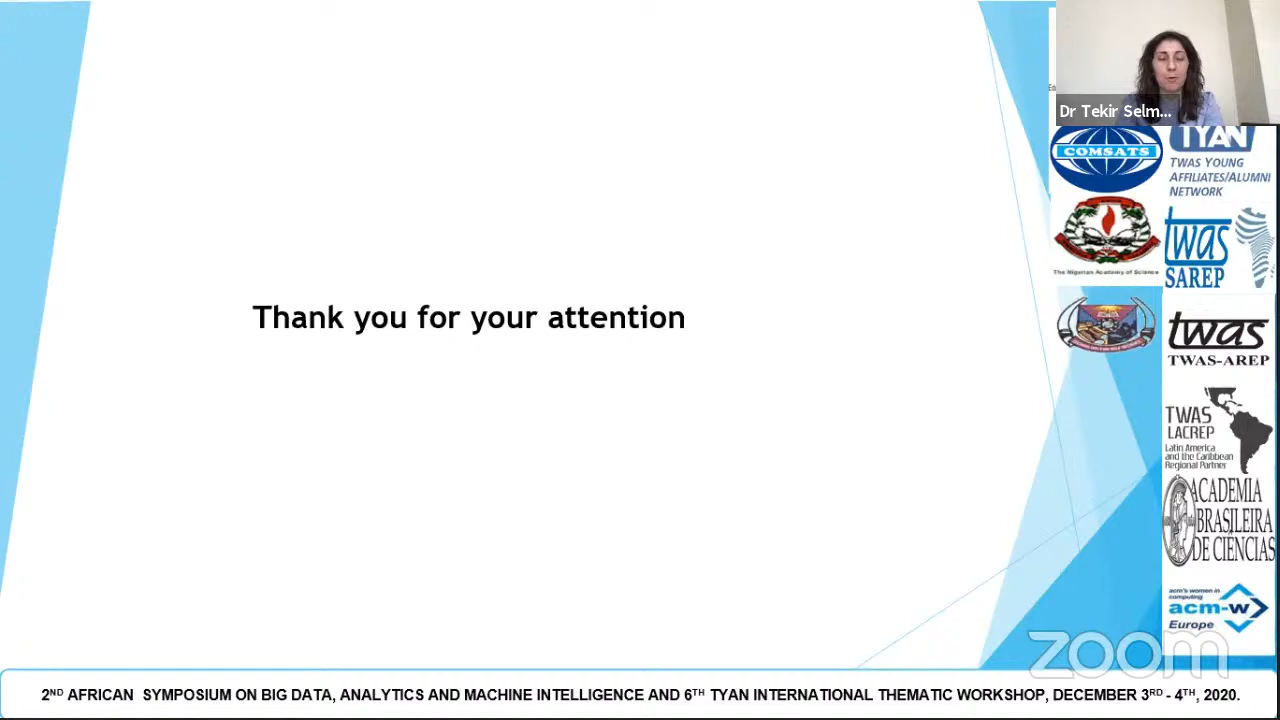 Thank you for your attention
Dr Tekir Selm...
COMSATS
TYAN
TWAS YOUNG
AFFILIATES/ALUMNI
NETWORK
The Nigerian Academy of Science
twas
SAREP
twas
TWAS-AREP
TWAS
LACREP
Latin America
and the Caribbean
Regional Partner
ACADEMIA
BRASILEIRA
DE CIÊNCIAS
acm's women in
computing
acm-w
Europe
zoom
2ND AFRICAN SYMPOSIUM ON BIG DATA, ANALYTICS AND MACHINE INTELLIGENCE AND 6TH TYAN INTERNATIONAL THEMATIC WORKSHOP, DECEMBER 3RD - 4TH, 2020.